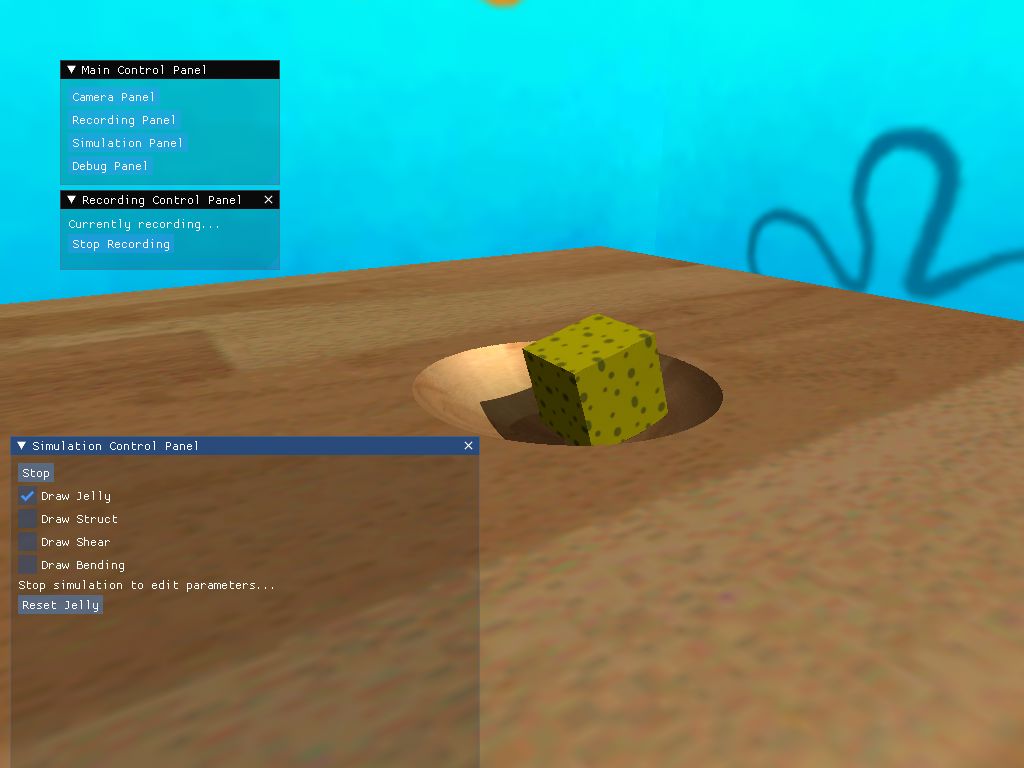 Main Control Panel
Camera Panel
Recording Panel
Simulation Panel
Debug Panel
Recording Control Panel
Currently recording...
Stop Recording
Simulation Control Panel
Stop
Draw Jelly
Draw Struct
Draw Shear
Draw Bending
Stop simulation to edit parameters...
Reset Jelly